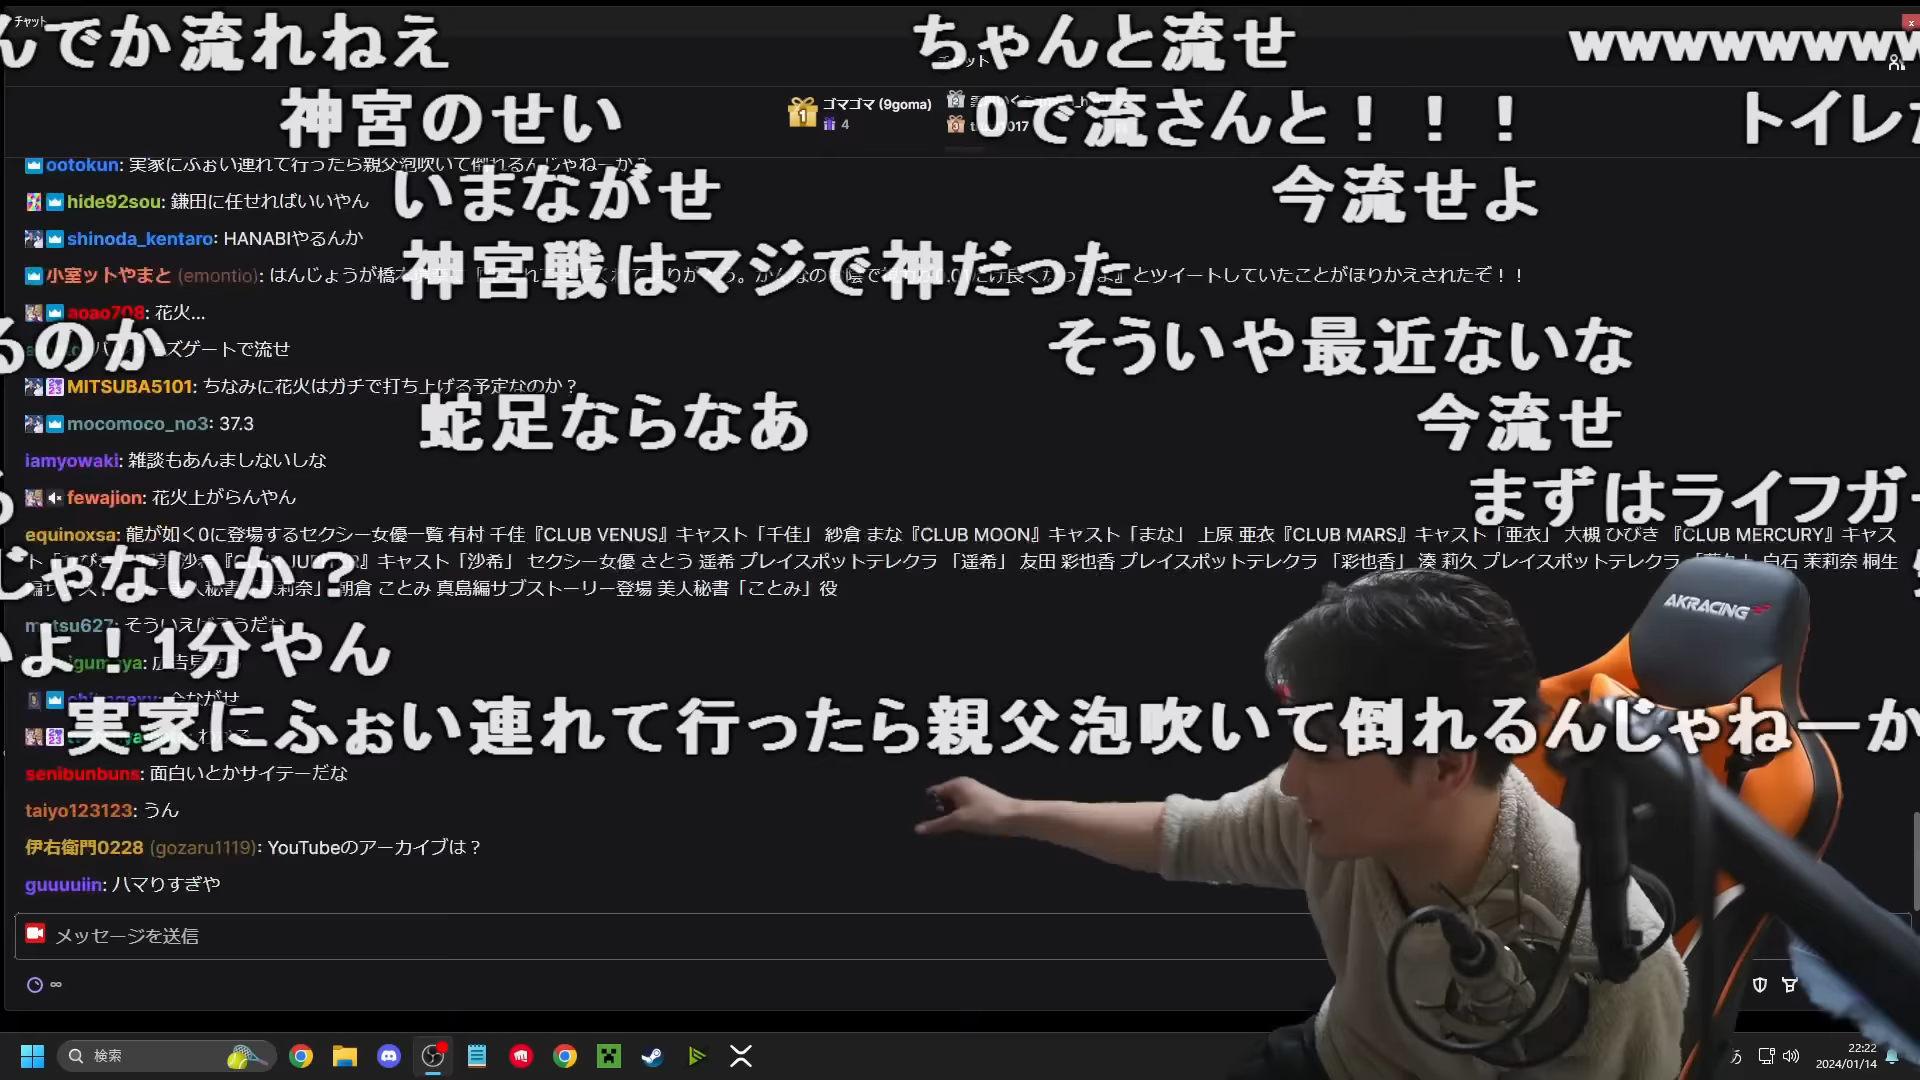 チャット
んでか流れねえ
ちゃんと流せ
wwwwwwwww
神宮のせい
ゴマゴマ (9goma)
4
0で流さんと！！！
トイレ
ootokun: 実家にふぉい連れて行ったら親父泡吹いて倒れるんじゃねーか？
いまながせ
今流せよ
hide92sou: 鎌田に任せればいいやん
shinoda_kentaro: HANABIやるんか
神宮戦はマジで神だった
小室ットやまと (emontio): はんじょうが橋本 とツイートしていたことがほりかえされたぞ！！
aoao708: 花火...
るのか
そういや最近ないな
ズゲートで流せ
MITSUBA5101: ちなみに花火はガチで打ち上げる予定なのか？
蛇足ならなあ
今流せ
mocomoco_no3: 37.3
iamyowaki: 雑談もあんましないしな
まずはライフガー
fewajion: 花火上がらんやん
equinoxsa: 龍が如く0に登場するセクシー女優一覧 有村 千佳『CLUB VENUS』キャスト「千佳」 紗倉 まな『CLUB MOON』キャスト「まな」 上原 亜衣『CLUB MARS』キャスト「亜衣」 大槻 ひびき 『CLUB MERCURY』キャス
キャスト「沙希」 セクシー女優 さとう 遥希 プレイスポットテレクラ 「遥希」 友田 彩也香 プレイスポットテレクラ 「彩也香」 湊 莉久 プレイスポットテレクラ 白石 茉莉奈 桐生
じゃないか？
朝倉 ことみ 真島編サブストーリー登場 美人秘書「ことみ」役
そういえばそうだな
いよ！1分やん
実家にふぉい連れて行ったら親父泡吹いて倒れるんじゃねーか
senibunbuns: 面白いとかサイテーだな
taiyo123123: うん
伊右衛門0228 (gozaru1119): YouTubeのアーカイブは？
guuuuiin: ハマりすぎや
AKRACING
メッセージを送信
∞
検索
あ
22:22
2024/01/14